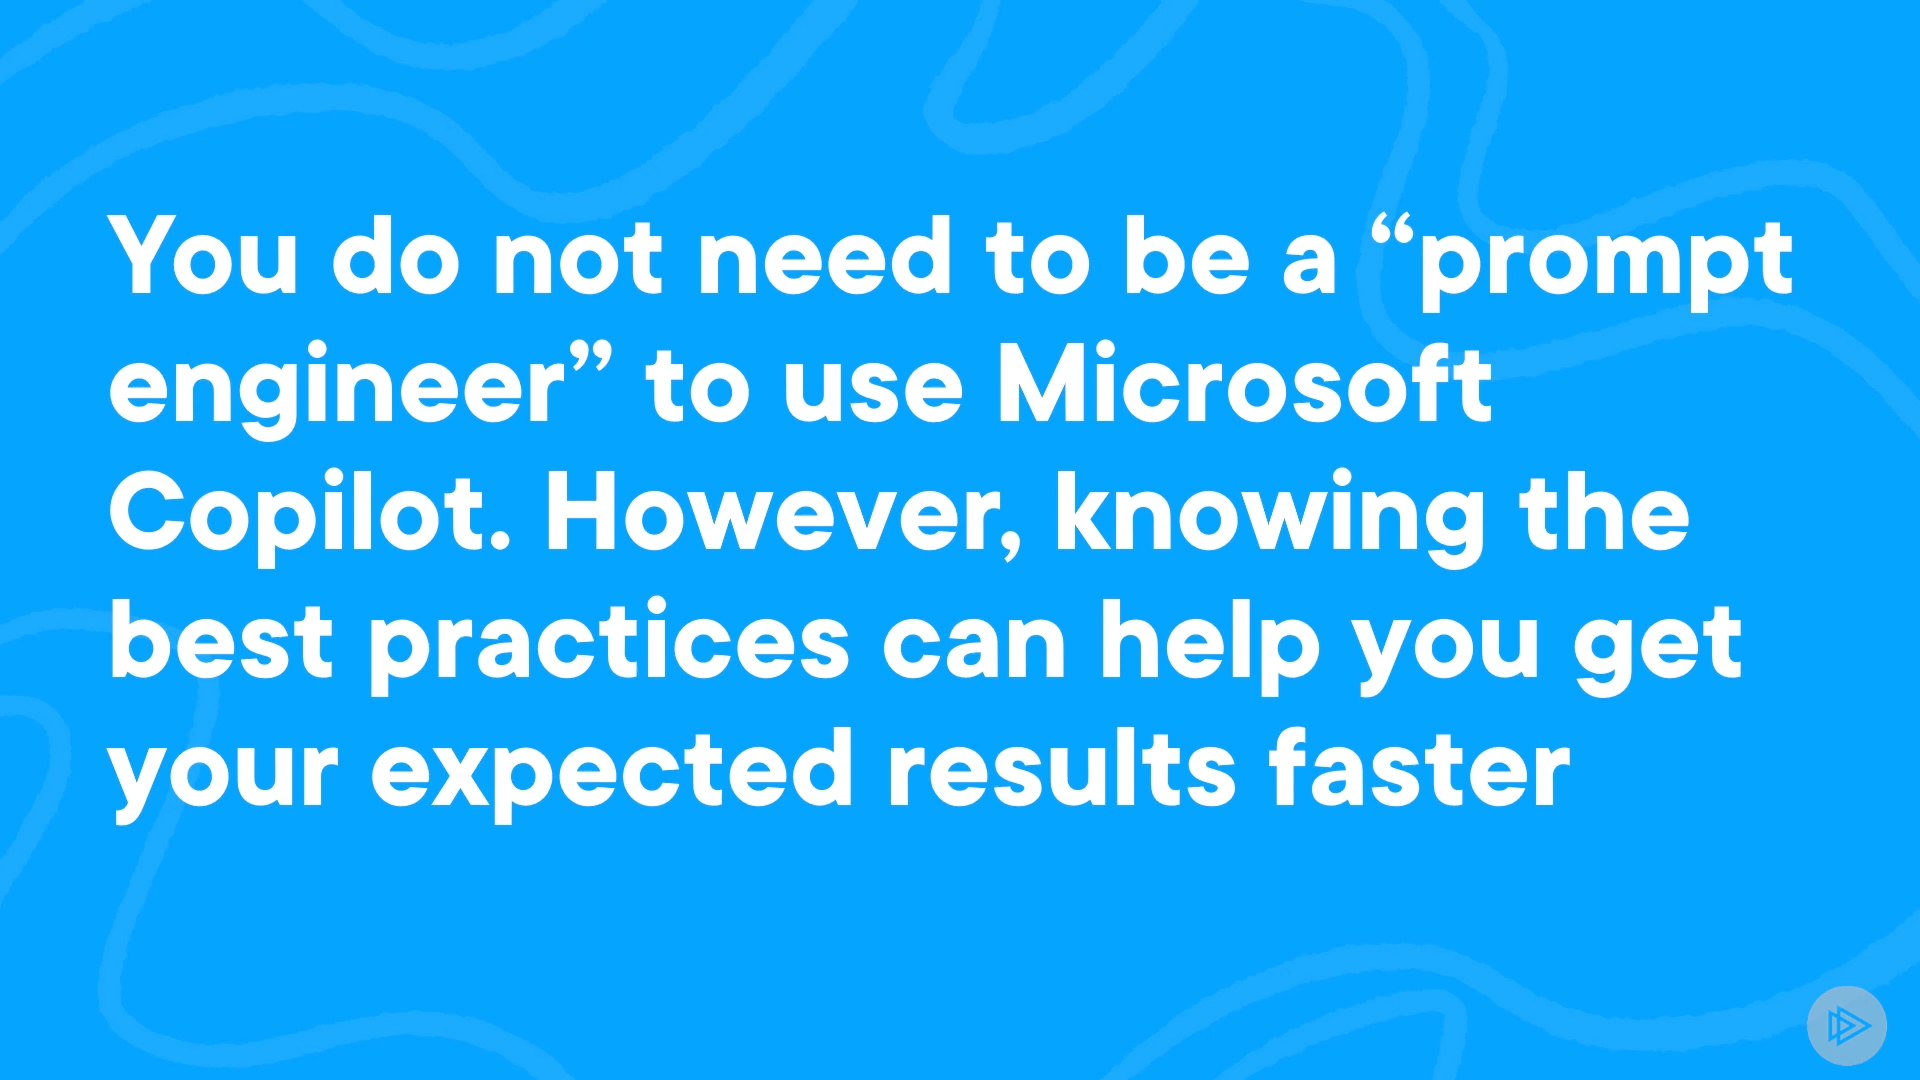 You do not need to be a “prompt
engineer” to use Microsoft
Copilot. However, knowing the
best practices can help you get
your expected results faster